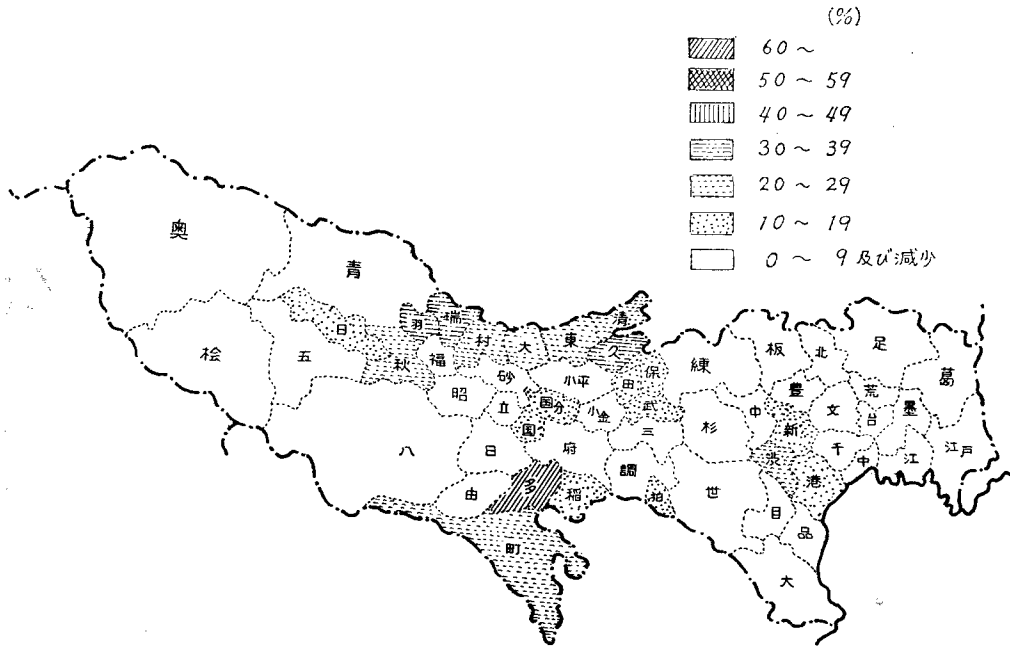 (%)
60～
50～59
40～49
30～39
20～29
10～19
0～9及び減少
奥
青
桧
五
日
羽
瑞
秋
福
村
大
東
清
久
昭
砂
立
小平
田
保
国分
小金
武
三
国
八
日
府
由
多
稲
調
狛
町
練
板
北
足
葛
豊
荒
中
杉
新
文
台
墨
渋
千
中
江
江戸
港
世
目
品
大